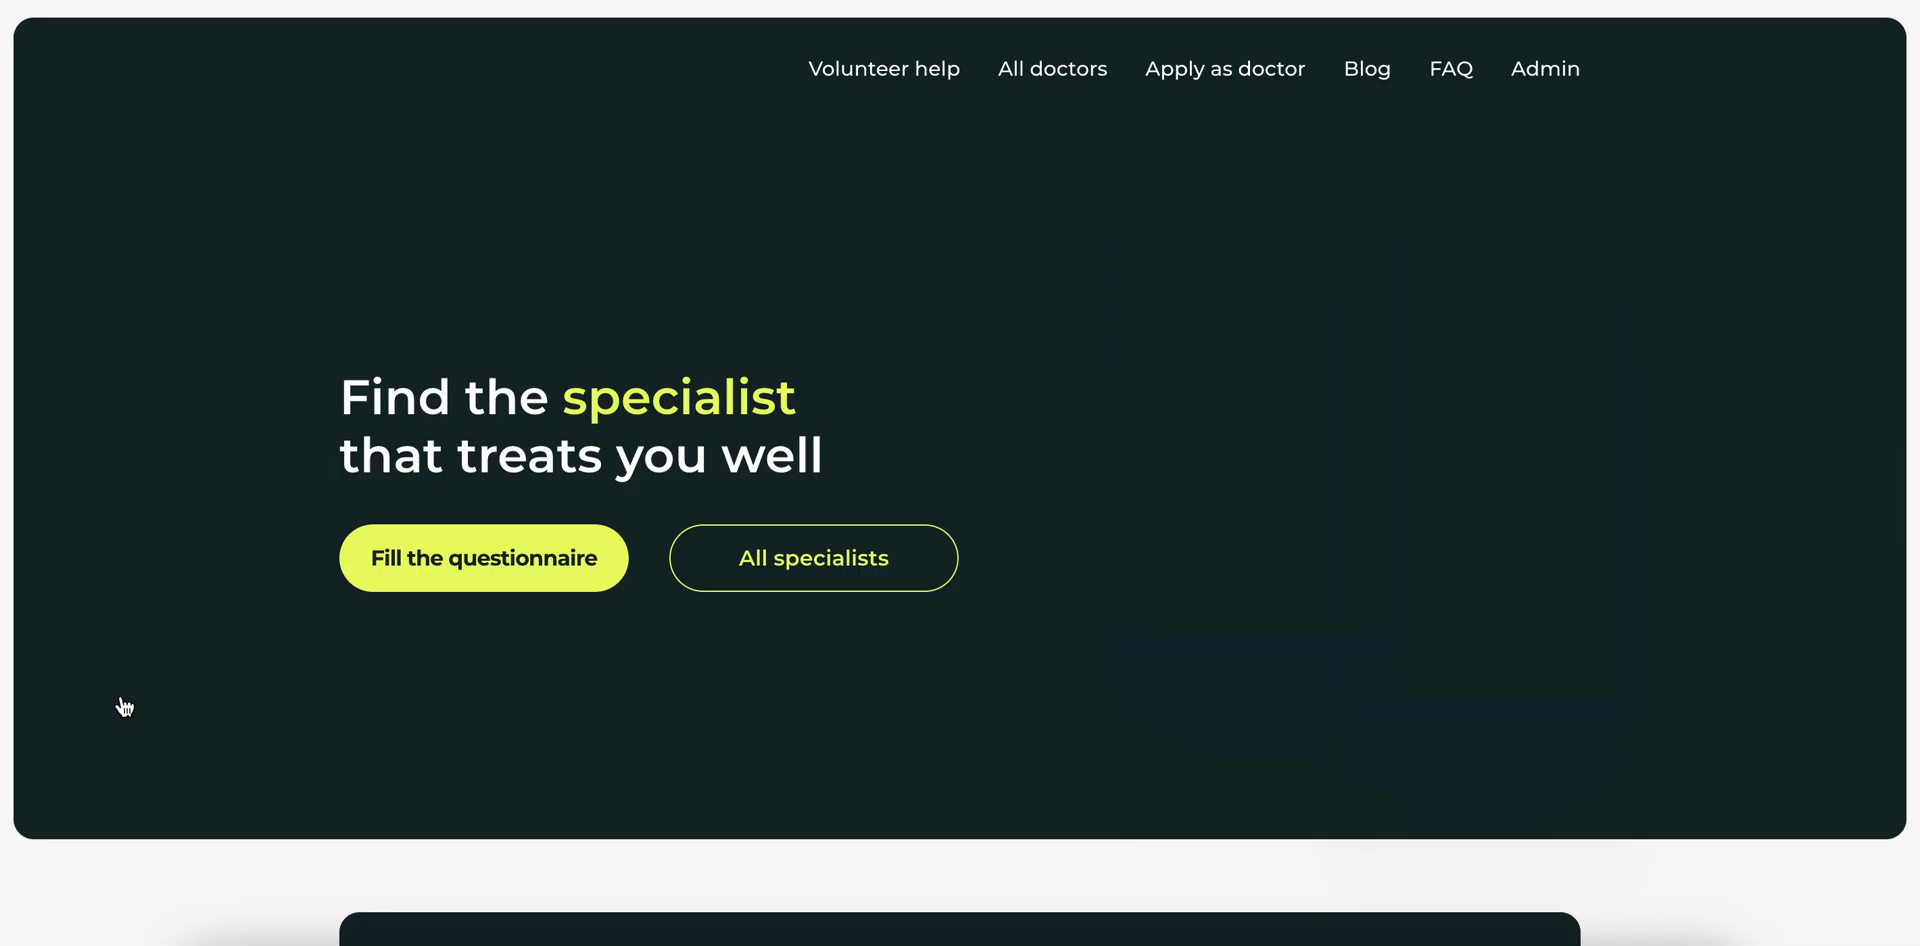 Volunteer help All doctors Apply as doctor Blog FAQ Admin
Find the specialist
that treats you well
Fill the questionnaire All specialists